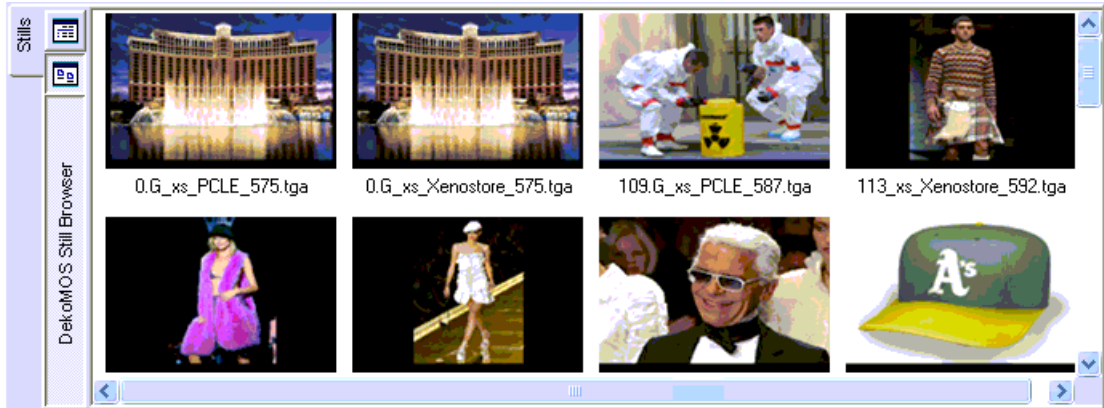 Stills
DekoMOS Still Browser
0.G_xs_PCLE_575.tga
0.G_xs_Xenostore_575.tga
109.G_xs_PCLE_587.tga
113_xs_Xenostore_592.tga
A's